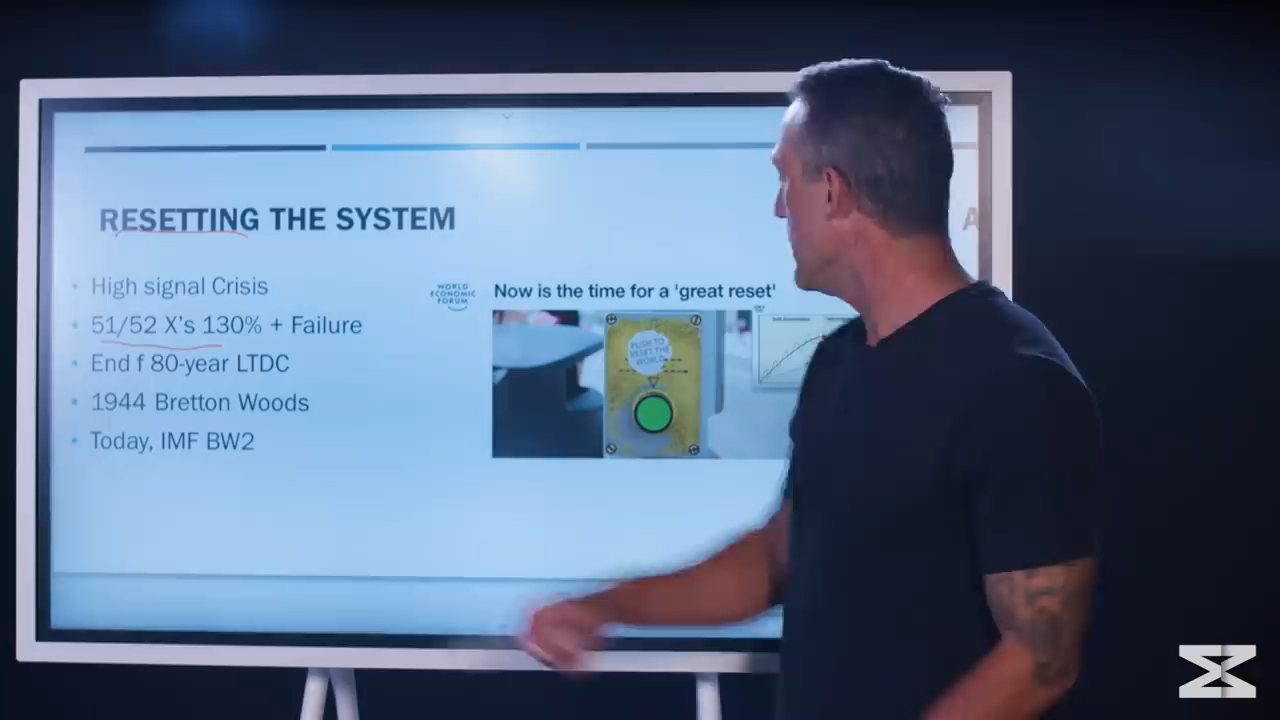 RESETTING THE SYSTEM
High signal Crisis
51/52 X's 130% + Failure
End f 80-year LTDC
1944 Bretton Woods
Today, IMF BW2
WORLD
ECONOMIC
FORUM
Now is the time for a 'great reset'
PUSH TO
RESET THE
WORLD
A